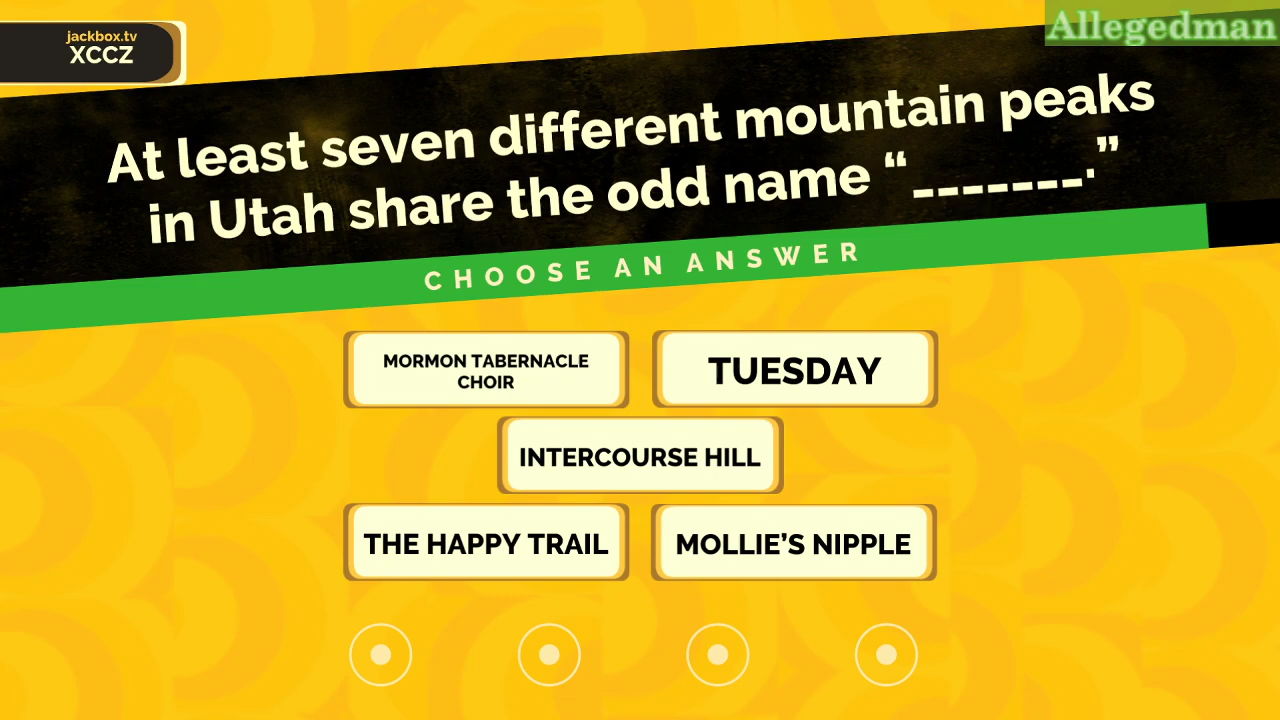 jackbox.tv
XCCZ
Allegedman
At least seven different mountain peaks
in Utah share the odd name “_______.”
CHOOSE AN ANSWER
MORMON TABERNACLE
CHOIR
TUESDAY
INTERCOURSE HILL
THE HAPPY TRAIL
MOLLIE’S NIPPLE